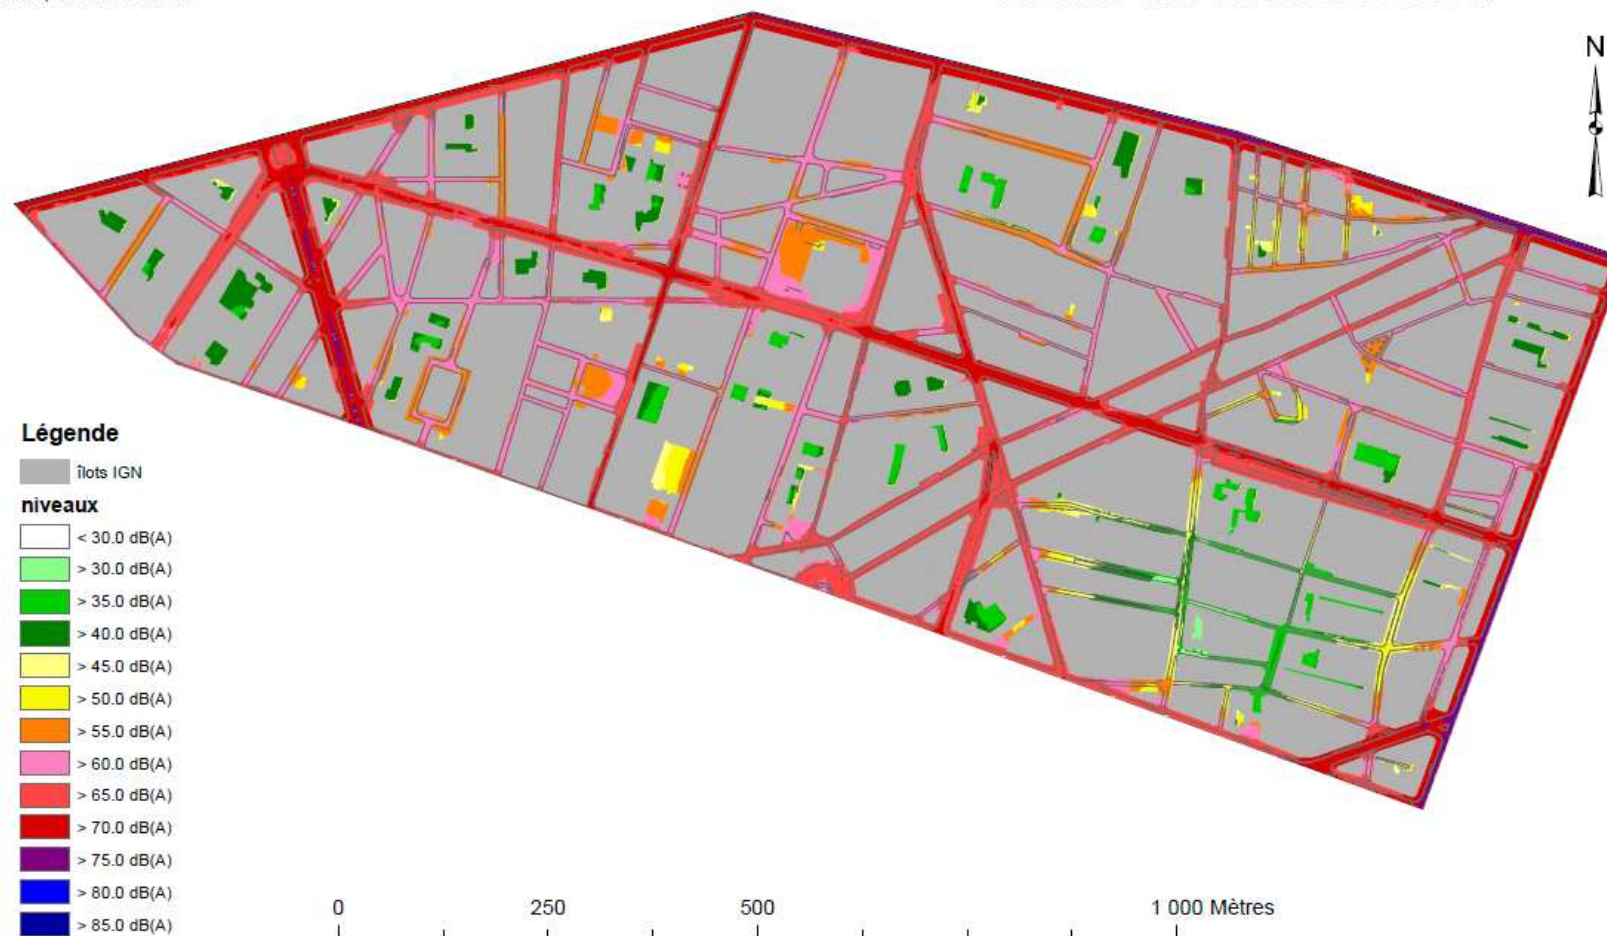 N
Légende
îlots IGN
niveaux
< 30.0 dB(A)
> 30.0 dB(A)
> 35.0 dB(A)
> 40.0 dB(A)
> 45.0 dB(A)
> 50.0 dB(A)
> 55.0 dB(A)
> 60.0 dB(A)
> 65.0 dB(A)
> 70.0 dB(A)
> 75.0 dB(A)
> 80.0 dB(A)
> 85.0 dB(A)
0 250 500 1 000 Mètres